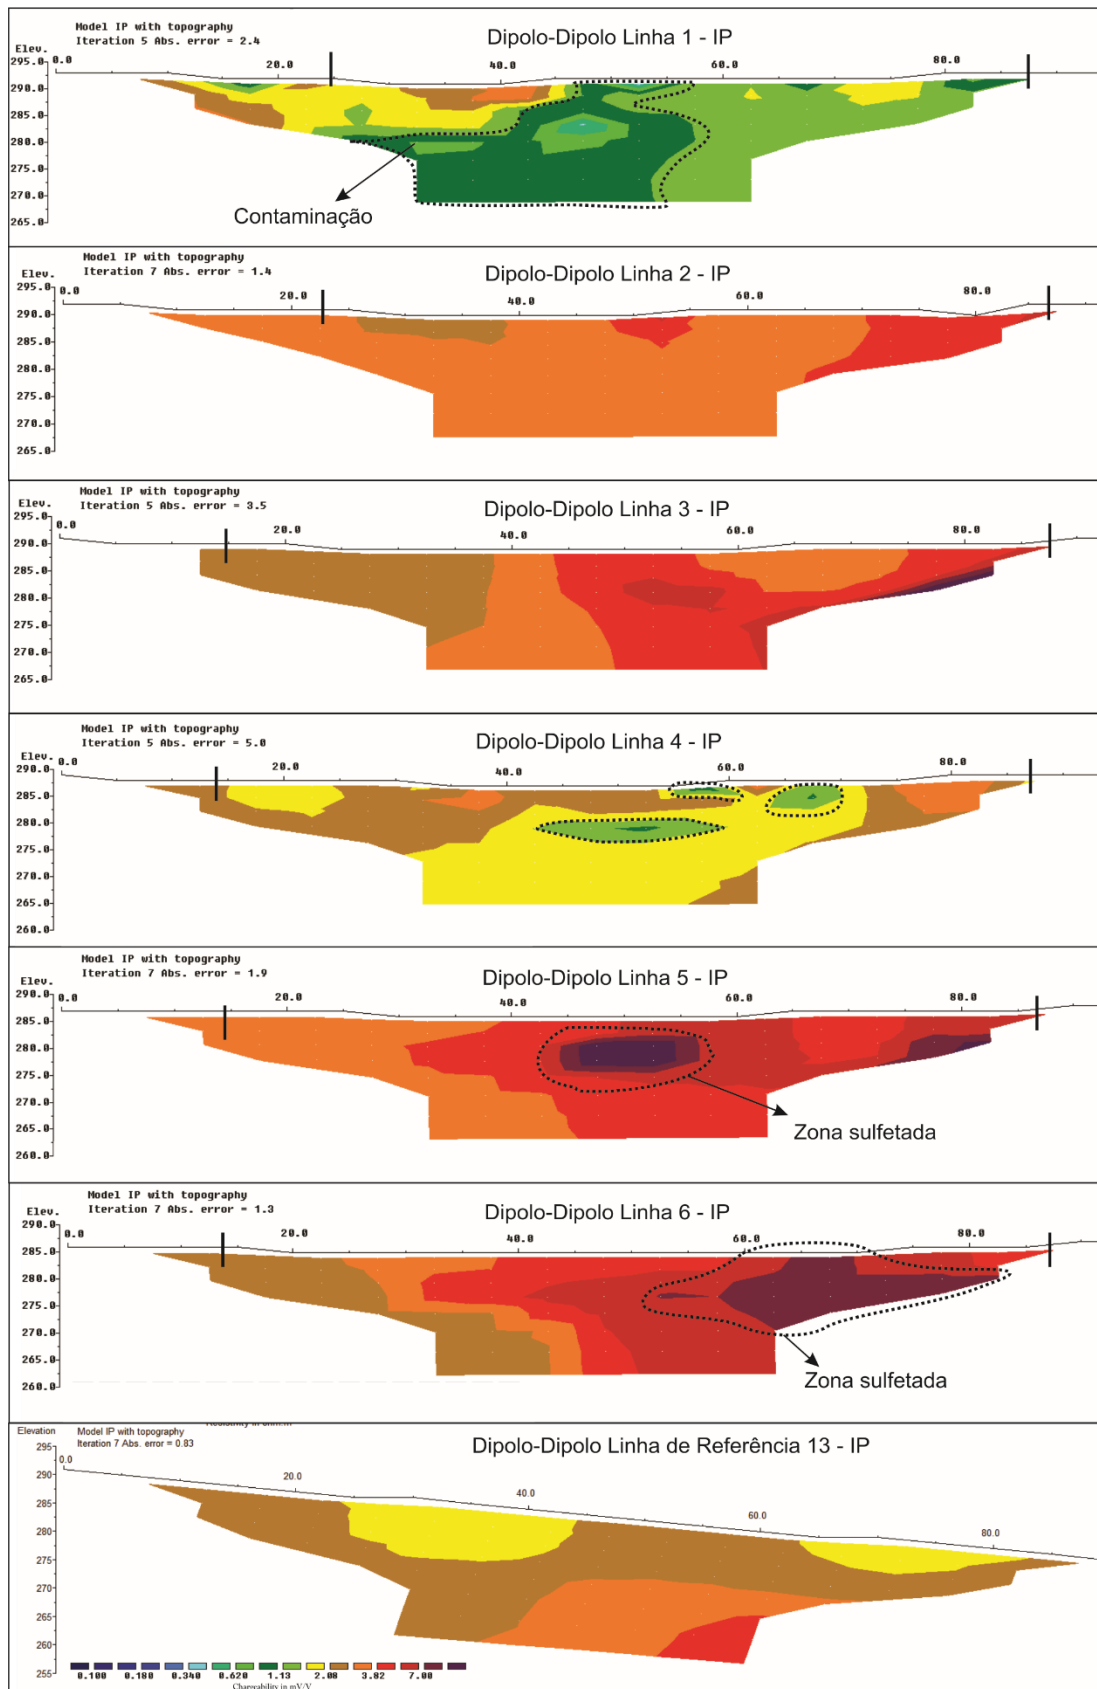 Model IP with topography
Iteration 5 Abs. error = 2.4
Dipolo-Dipolo Linha 1 - IP
Elev.
0.0 20.0 40.0 60.0 80.0
295.0
290.0
285.0
280.0
275.0
270.0
265.0
Contaminação
Model IP with topography
Iteration 7 Abs. error = 1.4
Dipolo-Dipolo Linha 2 - IP
Elev.
0.0 20.0 40.0 60.0 80.0
295.0
290.0
285.0
280.0
275.0
270.0
265.0
Model IP with topography
Iteration 5 Abs. error = 3.5
Dipolo-Dipolo Linha 3 - IP
Elev.
0.0 20.0 40.0 60.0 80.0
295.0
290.0
285.0
280.0
275.0
270.0
265.0
Model IP with topography
Iteration 5 Abs. error = 5.0
Dipolo-Dipolo Linha 4 - IP
Elev.
0.0 20.0 40.0 60.0 80.0
290.0
285.0
280.0
275.0
270.0
265.0
260.0
Model IP with topography
Iteration 7 Abs. error = 1.9
Dipolo-Dipolo Linha 5 - IP
Elev.
0.0 20.0 40.0 60.0 80.0
290.0
285.0
280.0
275.0
270.0
265.0
260.0
Zona sulfetada
Model IP with topography
Iteration 7 Abs. error = 1.3
Dipolo-Dipolo Linha 6 - IP
Elev.
0.0 20.0 40.0 60.0 80.0
290.0
285.0
280.0
275.0
270.0
265.0
260.0
Zona sulfetada
Elevation
Model IP with topography
Iteration 7 Abs. error = 0.83
Dipolo-Dipolo Linha de Referência 13 - IP
0.0 20.0 40.0 60.0 80.0
295
290
285
280
275
270
265
260
255
0.100 0.180 0.340 0.620 1.13 2.08 3.82 7.00
Chargeability in mV/V